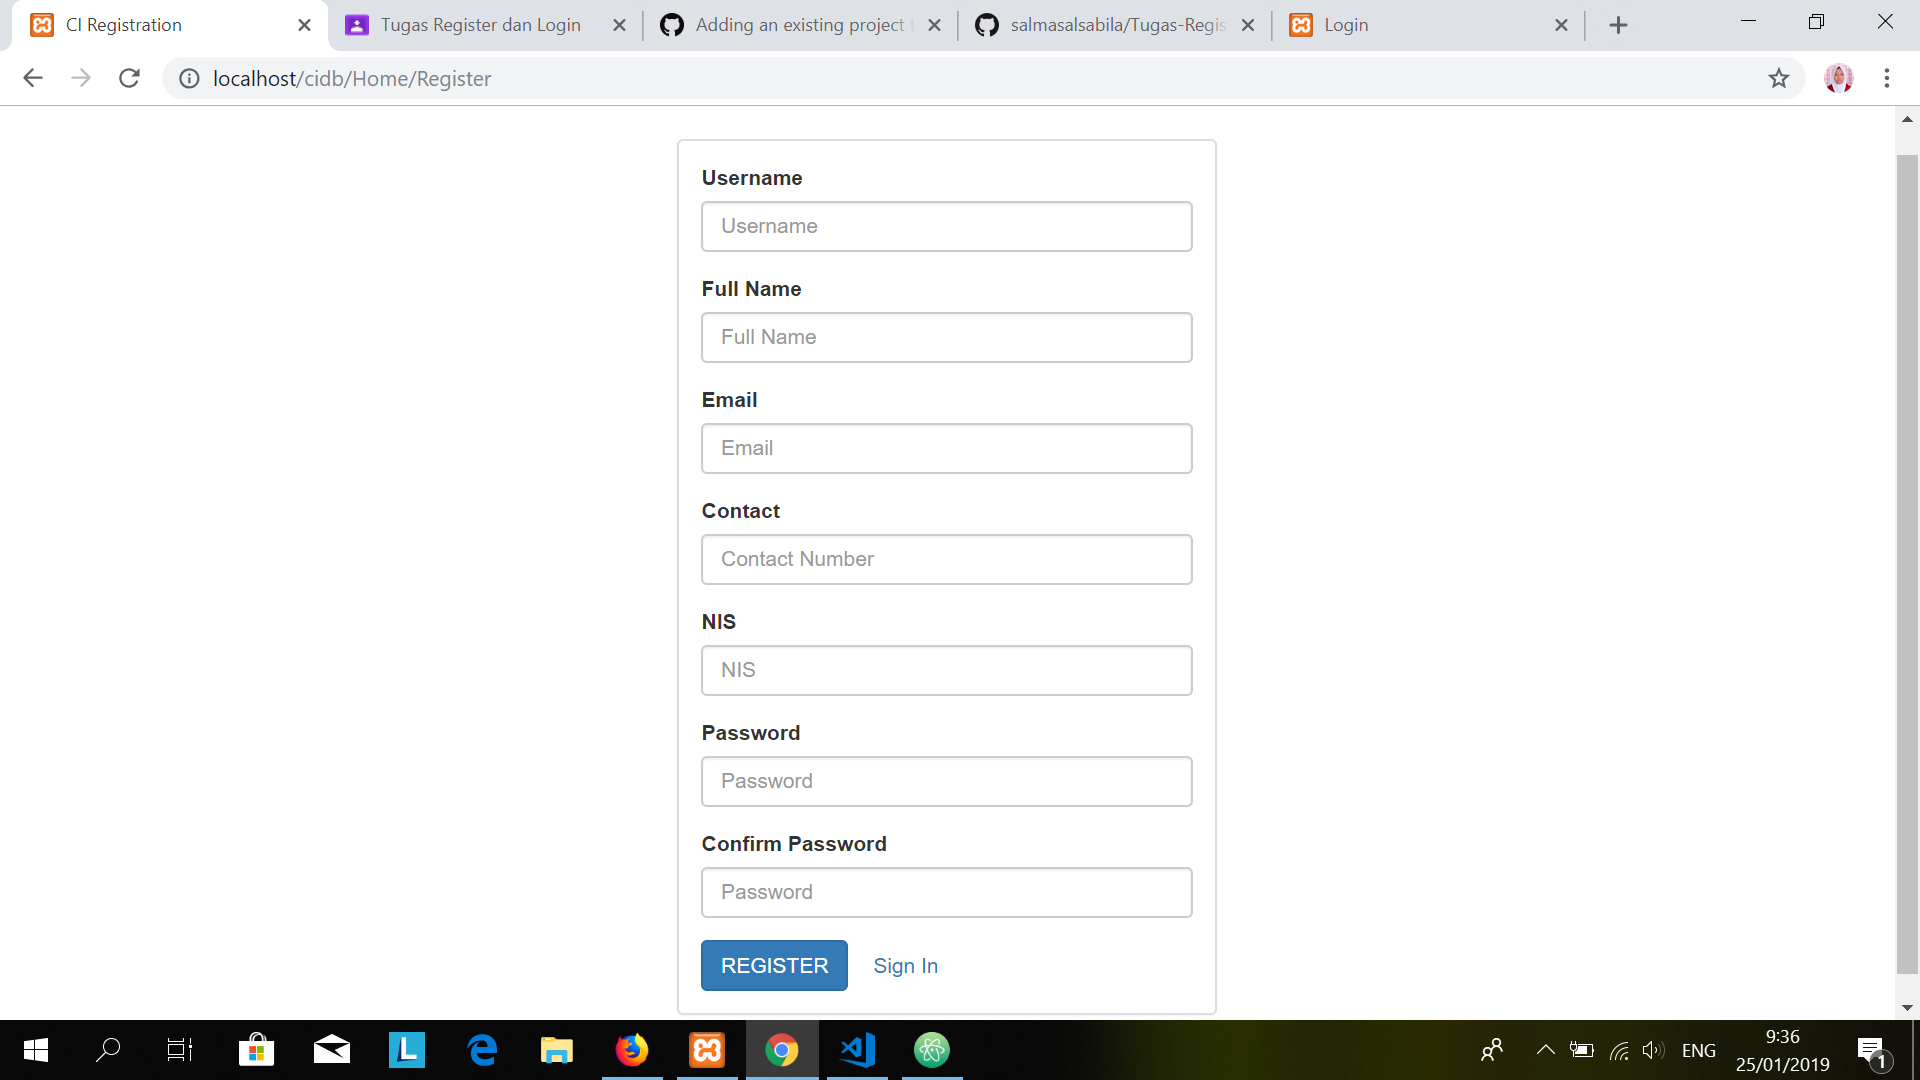 CI Registration
Tugas Register dan Login
Adding an existing project
salmasalsabila/Tugas-Regis
Login
localhost/cidb/Home/Register
Username
Username
Full Name
Full Name
Email
Email
Contact
Contact Number
NIS
NIS
Password
Password
Confirm Password
Password
REGISTER
Sign In
L
ENG
9:36
25/01/2019
1